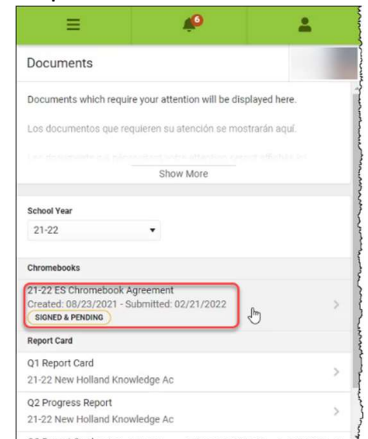 6
Documents
Documents which require your attention will be displayed here.
Los documentos que requieren su atención se mostrarán aquí.
Show More
School Year
21-22
Chromebooks
21-22 ES Chromebook Agreement
Created: 08/23/2021 - Submitted: 02/21/2022
SIGNED & PENDING
Report Card
Q1 Report Card
21-22 New Holland Knowledge Ac
Q2 Progress Report
21-22 New Holland Knowledge Ac